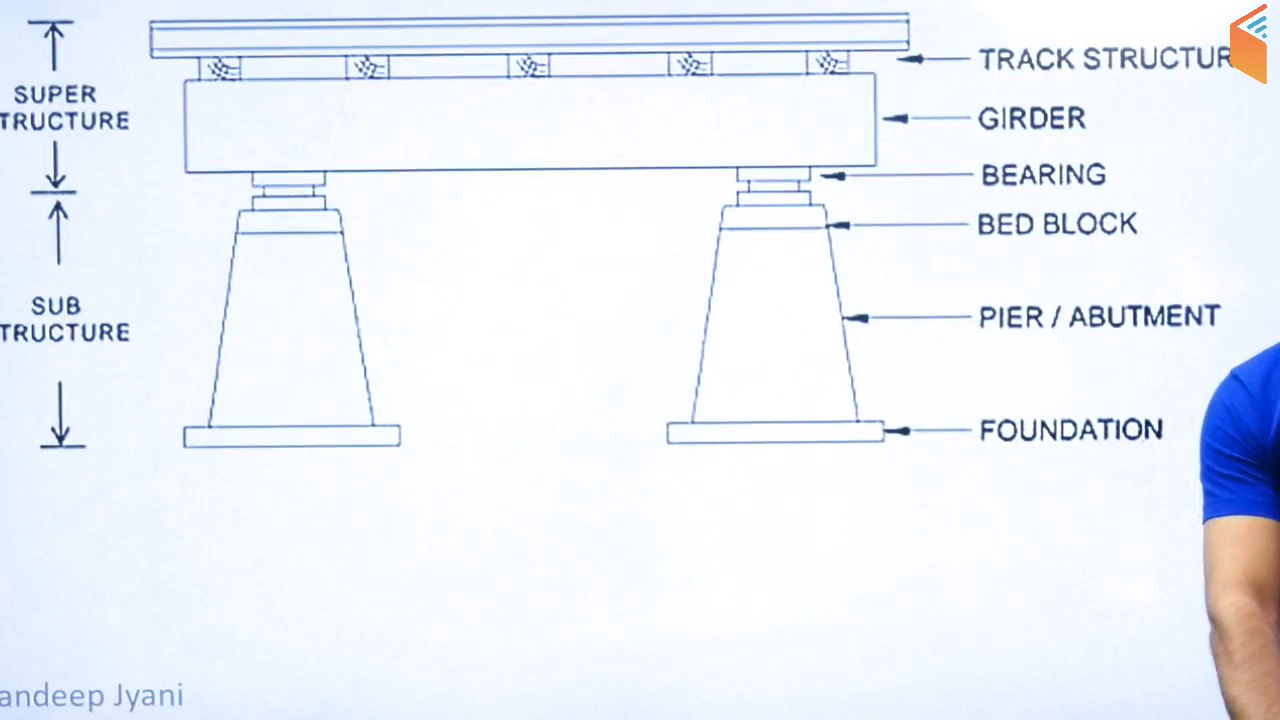 SUPER
TRUCTURE
SUB
TRUCTURE
TRACK STRUCTUR
GIRDER
BEARING
BED BLOCK
PIER / ABUTMENT
FOUNDATION
andeep Jyani